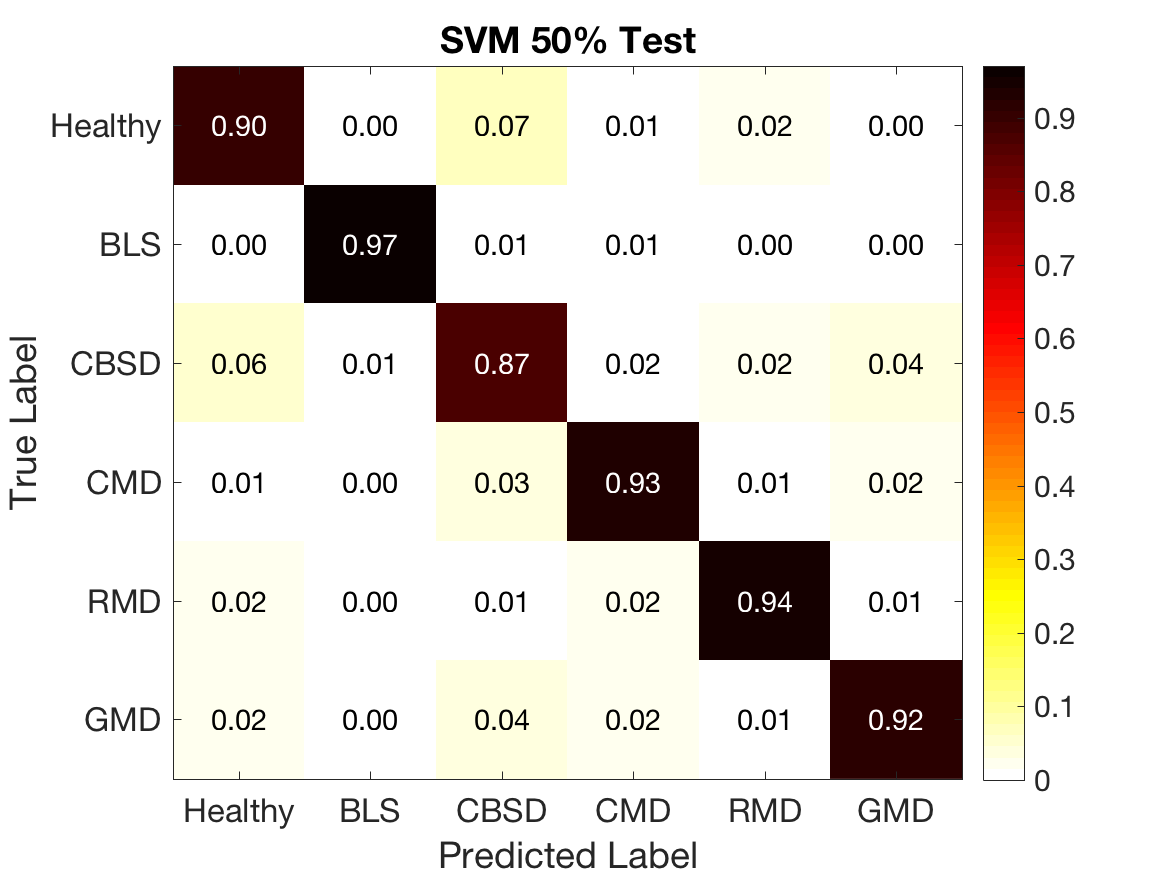 SVM 50% Test
Healthy 0.90 0.00 0.07 0.01 0.02 0.00
BLS 0.00 0.97 0.01 0.01 0.00 0.00
CBSD 0.06 0.01 0.87 0.02 0.02 0.04
CMD 0.01 0.00 0.03 0.93 0.01 0.02
RMD 0.02 0.00 0.01 0.02 0.94 0.01
GMD 0.02 0.00 0.04 0.02 0.01 0.92
Healthy BLS CBSD CMD RMD GMD
Predicted Label
True Label
0.9
0.8
0.7
0.6
0.5
0.4
0.3
0.2
0.1
0